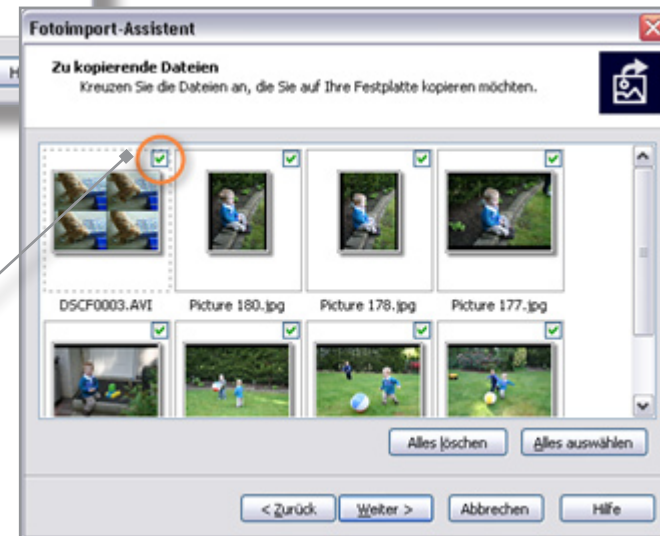 Fotoimport-Assistent
H
Zu kopierende Dateien
Kreuzen Sie die Dateien an, die Sie auf Ihre Festplatte kopieren möchten.
DSCF0003.AVI Picture 180.jpg Picture 178.jpg Picture 177.jpg
Alles löschen Alles auswählen
< Zurück Weiter > Abbrechen Hilfe